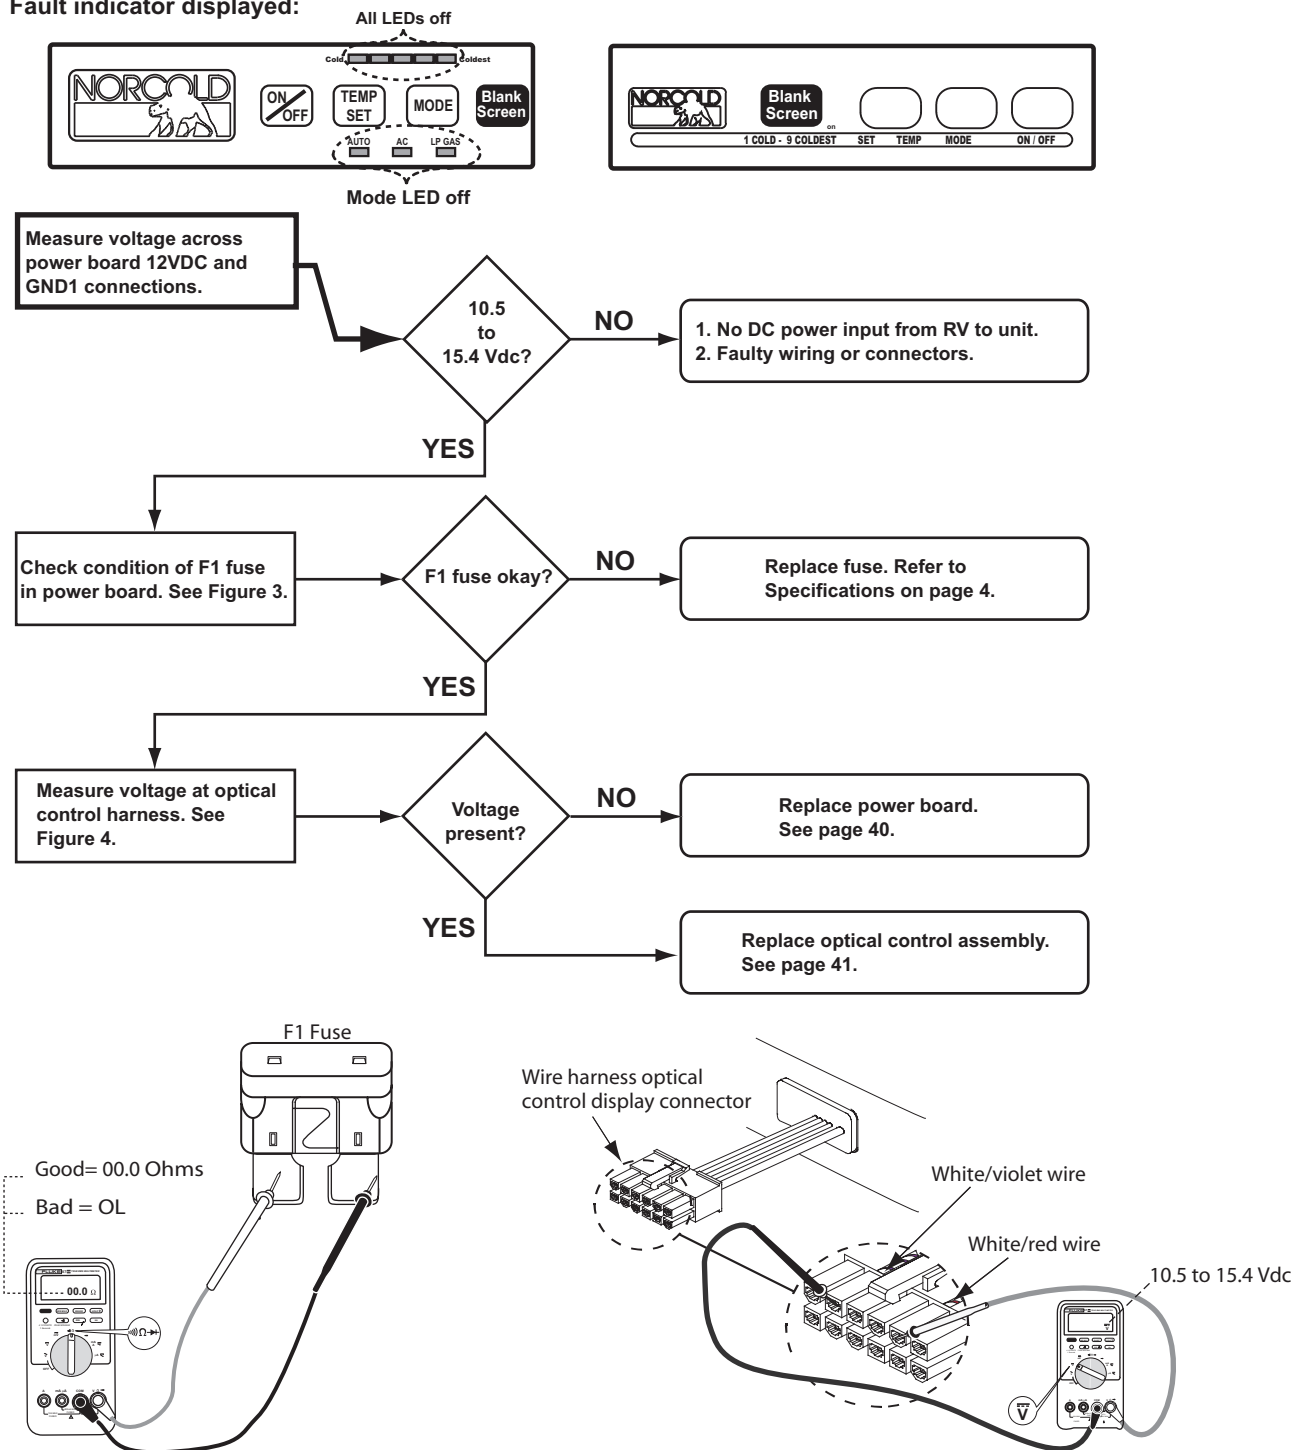 Fault indicator displayed:
All LEDs off
Cold
Coldest
NORCOLD
ON
OFF
TEMP
SET
MODE
Blank
Screen
AUTO
AC
LP GAS
Mode LED off
NORCOLD
Blank
Screen
on
1 COLD - 9 COLDEST
SET
TEMP
MODE
ON / OFF
Measure voltage across
power board 12VDC and
GND1 connections.
10.5
to
15.4 Vdc?
NO
1. No DC power input from RV to unit.
2. Faulty wiring or connectors.
YES
Check condition of F1 fuse
in power board. See Figure 3.
F1 fuse okay?
NO
Replace fuse. Refer to
Specifications on page 4.
YES
Measure voltage at optical
control harness. See
Figure 4.
Voltage
present?
NO
Replace power board.
See page 40.
YES
Replace optical control assembly.
See page 41.
F1 Fuse
Good= 00.0 Ohms
Bad = OL
00.0 Ω
Ω
Wire harness optical
control display connector
White/violet wire
White/red wire
10.5 to 15.4 Vdc
V